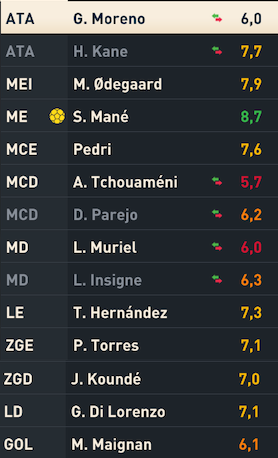 ATA G. Moreno 6,0
ATA H. Kane 7,7
MEI M. Ødegaard 7,9
ME S. Mané 8,7
MCE Pedri 7,6
MCD A. Tchouaméni 5,7
MCD D. Parejo 6,2
MD L. Muriel 6,0
MD L. Insigne 6,3
LE T. Hernández 7,3
ZGE P. Torres 7,1
ZGD J. Koundé 7,0
LD G. Di Lorenzo 7,1
GOL M. Maignan 6,1